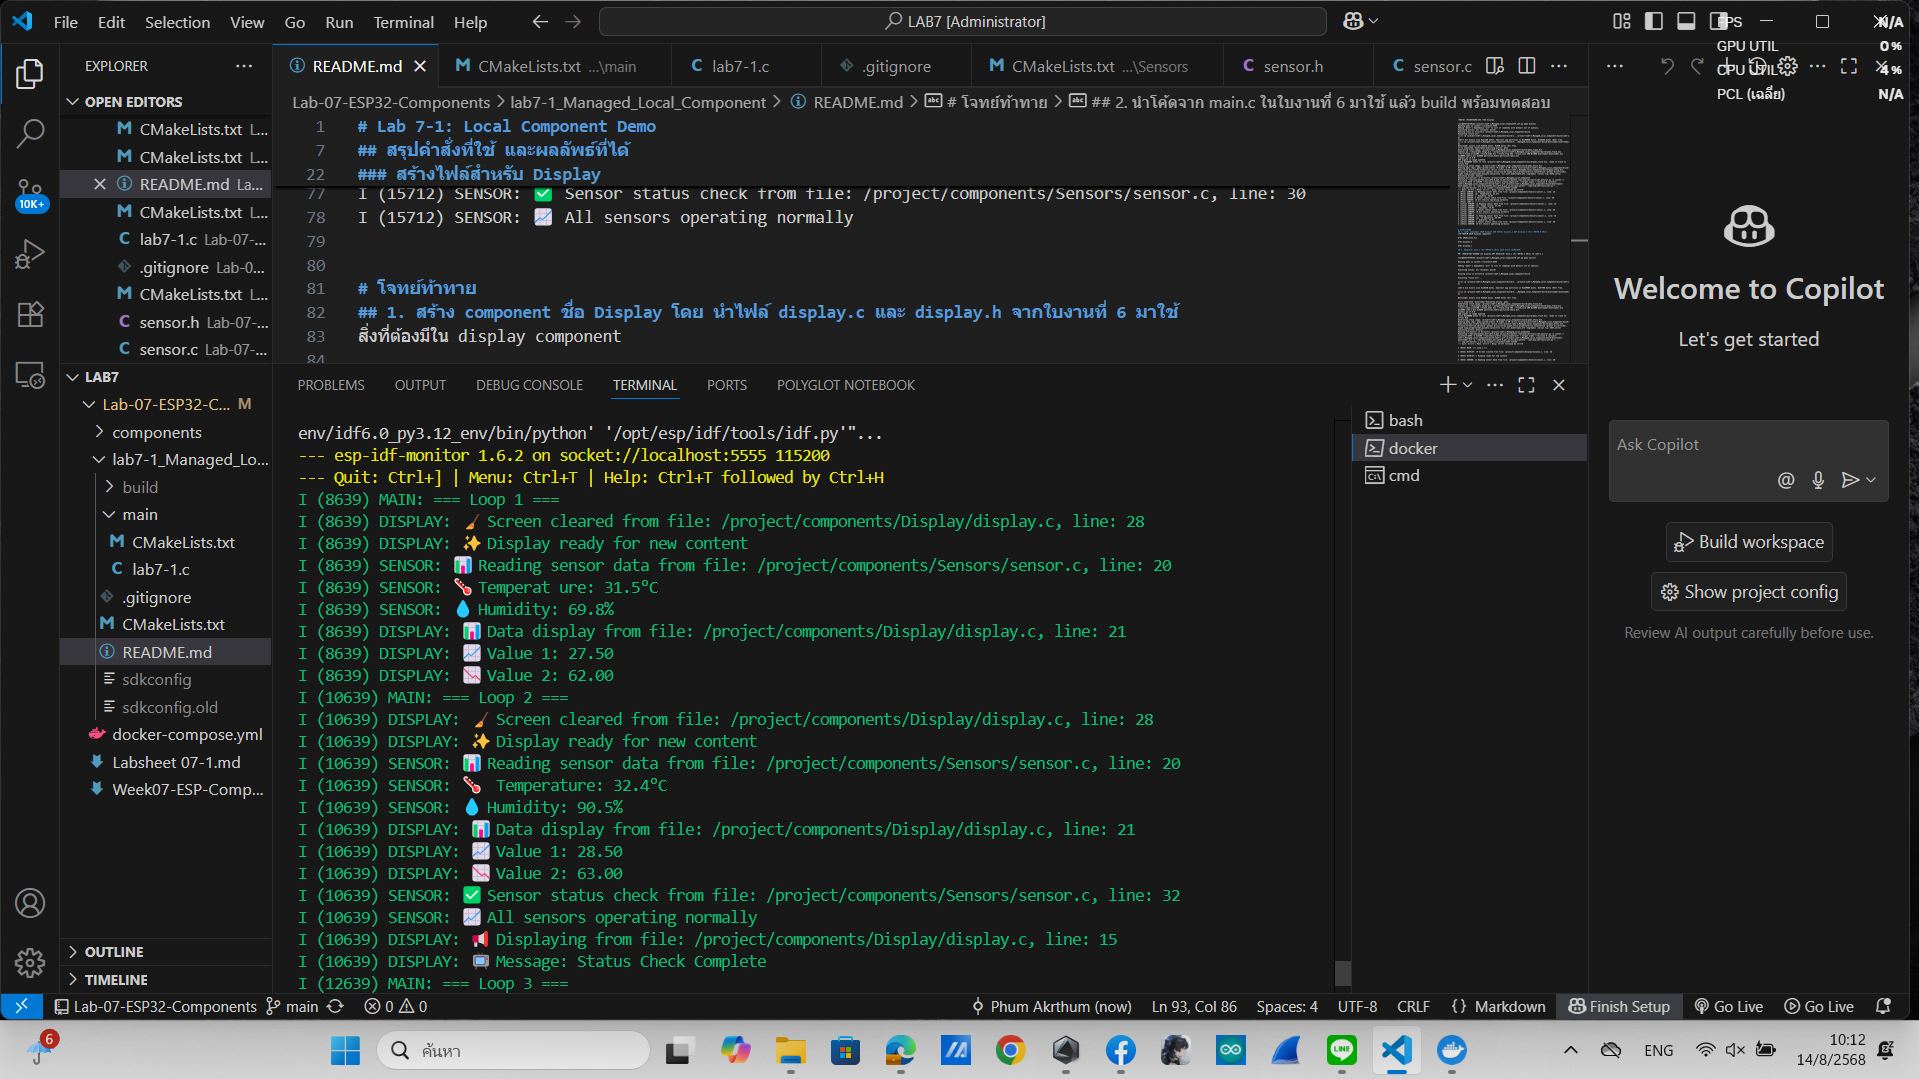 File Edit Selection View Go Run Terminal Help
LAB7 [Administrator]
FPS N/A
GPU UTIL 0 %
CPU UTIL 4 %
PCL (เฉลี่ย) N/A
EXPLORER
OPEN EDITORS
CMakeLists.txt L...
CMakeLists.txt L...
README.md La...
CMakeLists.txt L...
lab7-1.c Lab-07-...
.gitignore Lab-0...
CMakeLists.txt L...
sensor.h Lab-07-...
sensor.c Lab-07-...
LAB7
Lab-07-ESP32-C... M
components
lab7-1_Managed_Lo...
build
main
CMakeLists.txt
lab7-1.c
.gitignore
CMakeLists.txt
README.md
sdkconfig
sdkconfig.old
docker-compose.yml
Labsheet 07-1.md
Week07-ESP-Comp...
OUTLINE
TIMELINE
10K+
README.md
CMakeLists.txt ...\main
lab7-1.c
.gitignore
CMakeLists.txt ...\Sensors
sensor.h
sensor.c
Lab-07-ESP32-Components > lab7-1_Managed_Local_Component > README.md > # โจทย์ท้าทาย > ## 2. นำโค้ดจาก main.c ในใบงานที่ 6 มาใช้ แล้ว build พร้อมทดสอบ
1 # Lab 7-1: Local Component Demo
7 ## สรุปคำสั่งที่ใช้ และผลลัพธ์ที่ได้
22 ### สร้างไฟล์สำหรับ Display
77 I (15712) SENSOR: ✅ Sensor status check from file: /project/components/Sensors/sensor.c, line: 30
78 I (15712) SENSOR: 📈 All sensors operating normally
79
80
81 # โจทย์ท้าทาย
82 ## 1. สร้าง component ชื่อ Display โดย นำไฟล์ display.c และ display.h จากใบงานที่ 6 มาใช้
83 สิ่งที่ต้องมีใน display component
84
PROBLEMS OUTPUT DEBUG CONSOLE TERMINAL PORTS POLYGLOT NOTEBOOK
env/idf6.0_py3.12_env/bin/python' '/opt/esp/idf/tools/idf.py'"...
--- esp-idf-monitor 1.6.2 on socket://localhost:5555 115200
--- Quit: Ctrl+] | Menu: Ctrl+T | Help: Ctrl+T followed by Ctrl+H
I (8639) MAIN: === Loop 1 ===
I (8639) DISPLAY: 🧹 Screen cleared from file: /project/components/Display/display.c, line: 28
I (8639) DISPLAY: ✨ Display ready for new content
I (8639) SENSOR: 📊 Reading sensor data from file: /project/components/Sensors/sensor.c, line: 20
I (8639) SENSOR: 🌡️ Temperat ure: 31.5°C
I (8639) SENSOR: 💧 Humidity: 69.8%
I (8639) DISPLAY: 📊 Data display from file: /project/components/Display/display.c, line: 21
I (8639) DISPLAY: 📈 Value 1: 27.50
I (8639) DISPLAY: 📉 Value 2: 62.00
I (10639) MAIN: === Loop 2 ===
I (10639) DISPLAY: 🧹 Screen cleared from file: /project/components/Display/display.c, line: 28
I (10639) DISPLAY: ✨ Display ready for new content
I (10639) SENSOR: 📊 Reading sensor data from file: /project/components/Sensors/sensor.c, line: 20
I (10639) SENSOR: 🌡️ Temperature: 32.4°C
I (10639) SENSOR: 💧 Humidity: 90.5%
I (10639) DISPLAY: 📊 Data display from file: /project/components/Display/display.c, line: 21
I (10639) DISPLAY: 📈 Value 1: 28.50
I (10639) DISPLAY: 📉 Value 2: 63.00
I (10639) SENSOR: ✅ Sensor status check from file: /project/components/Sensors/sensor.c, line: 32
I (10639) SENSOR: 📈 All sensors operating normally
I (10639) DISPLAY: 📢 Displaying from file: /project/components/Display/display.c, line: 15
I (10639) DISPLAY: 📺 Message: Status Check Complete
I (12639) MAIN: === Loop 3 ===
bash
docker
cmd
Welcome to Copilot
Let's get started
Ask Copilot
Build workspace
Show project config
Review AI output carefully before use.
Lab-07-ESP32-Components main 0 0
Phum Akrthum (now) Ln 93, Col 86 Spaces: 4 UTF-8 CRLF {} Markdown Finish Setup Go Live Go Live
6
ค้นหา
LINE
ENG
10:12
14/8/2568